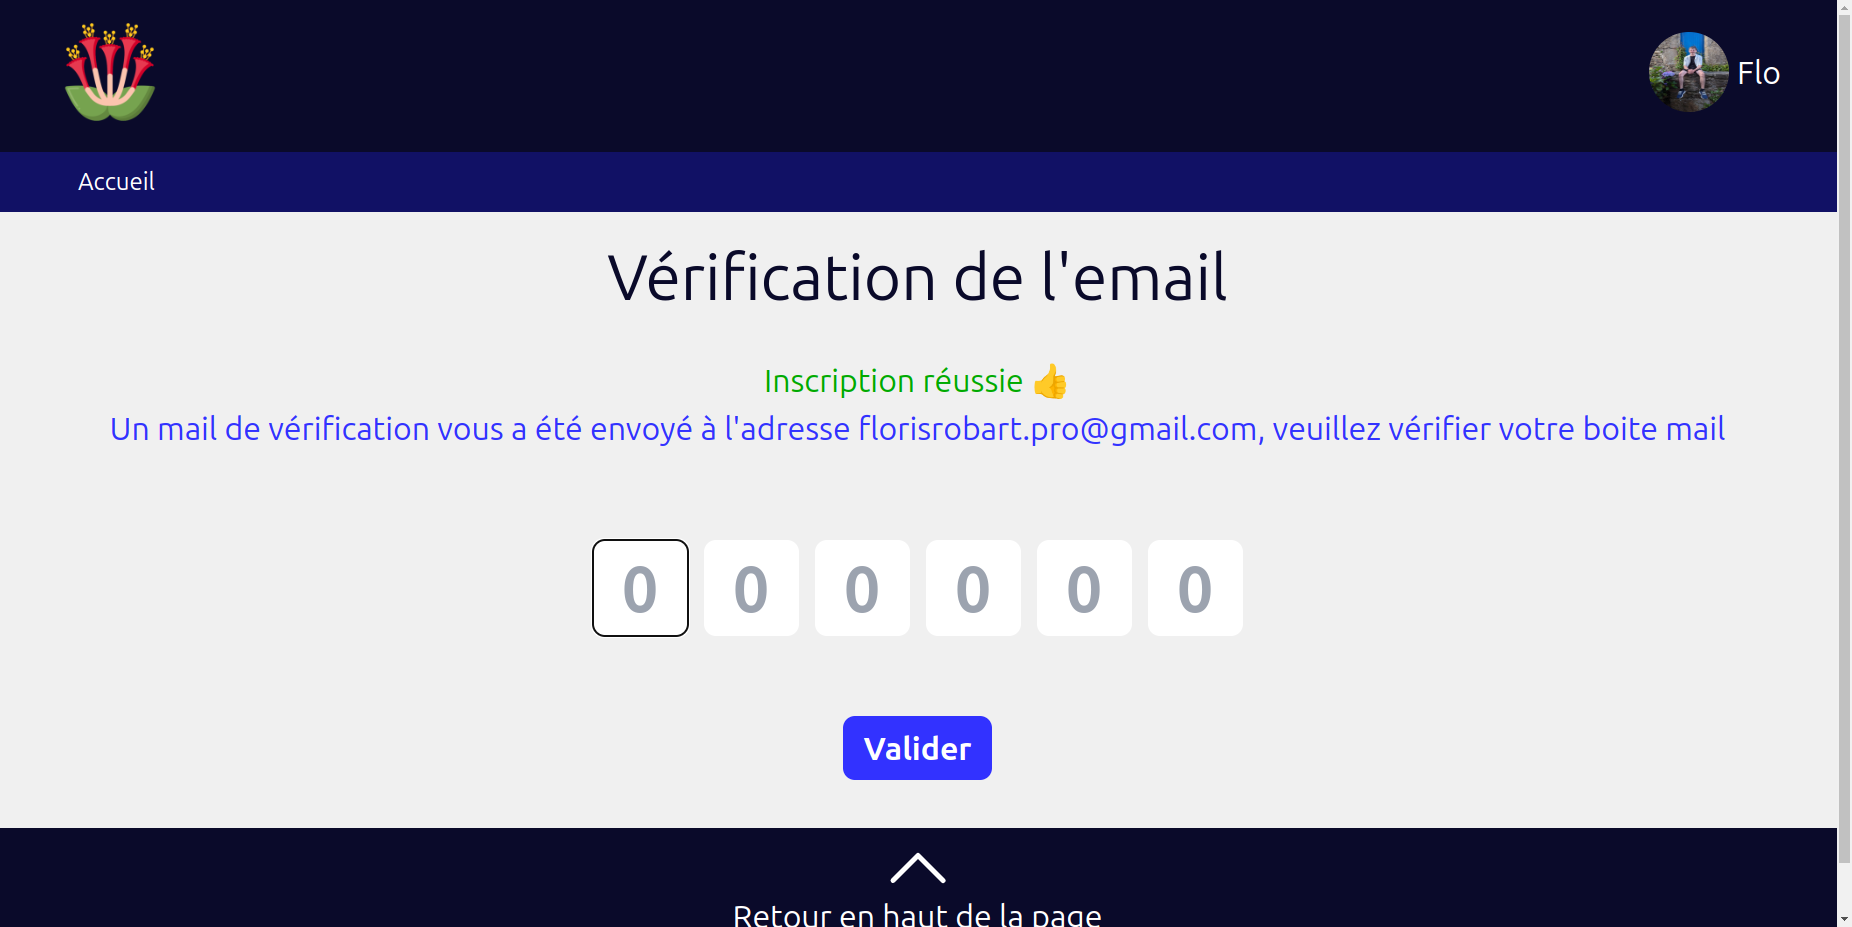 Flo
Accueil
Vérification de l'email
Inscription réussie 👍
Un mail de vérification vous a été envoyé à l'adresse florisrobart.pro@gmail.com, veuillez vérifier votre boite mail
0 0 0 0 0 0
Valider
Retour en haut de la page